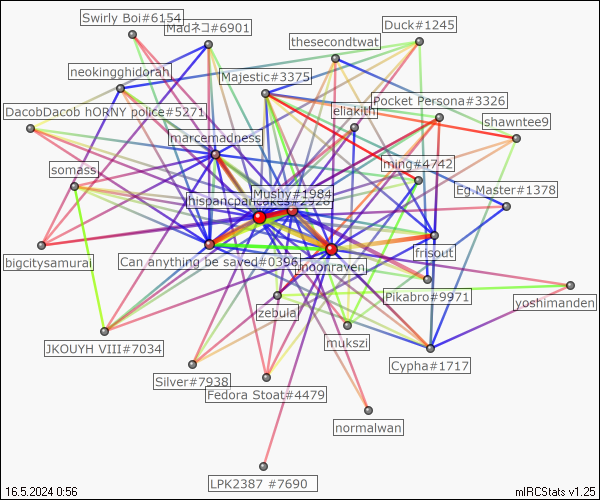 Swirly Boi#6154
Madネコ#6901
Duck#1245
thesecondtwat
neokingghidorah
Majestic#3375
Pocket Persona#3326
DacobDacob hORNY police#5271
eliakith
shawntee9
marcemadness
ming#4742
somass
Mushy#1984
Eg.Master#1378
hispancpancakes#2928
bigcitysamurai
Can anything be saved#0396
moonraven
frisout
Pikabro#9971
yoshimanden
zebula
JKOUYH VIII#7034
mukszi
Cypha#1717
Silver#7938
Fedora Stoat#4479
normalwan
LPK2387 #7690
16.5.2024 0:56
mIRCStats v1.25